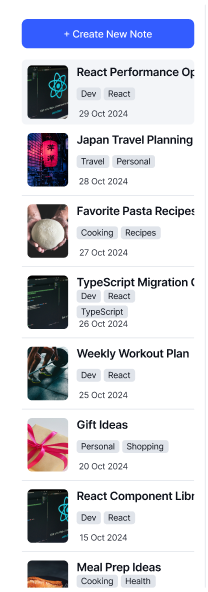 + Create New Note
React Performance Op
Dev React
29 Oct 2024
Japan Travel Planning
Travel Personal
28 Oct 2024
Favorite Pasta Recipes
Cooking Recipes
27 Oct 2024
TypeScript Migration
Dev React
TypeScript
26 Oct 2024
Weekly Workout Plan
Dev React
25 Oct 2024
Gift Ideas
Personal Shopping
20 Oct 2024
React Component Libr
Dev React
15 Oct 2024
Meal Prep Ideas
Cooking Health